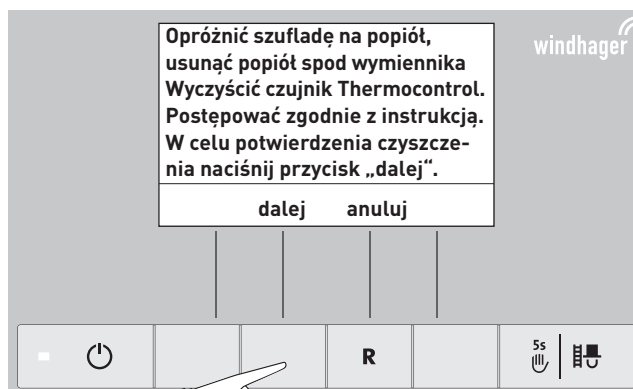 Opróżnić szufladę na popiół,
usunąć popiół spod wymiennika
Wyczyścić czujnik Thermocontrol.
Postępować zgodnie z instrukcją.
W celu potwierdzenia czyszcze-
nia naciśnij przycisk „dalej“.
windhager
dalej anuluj
R
5s